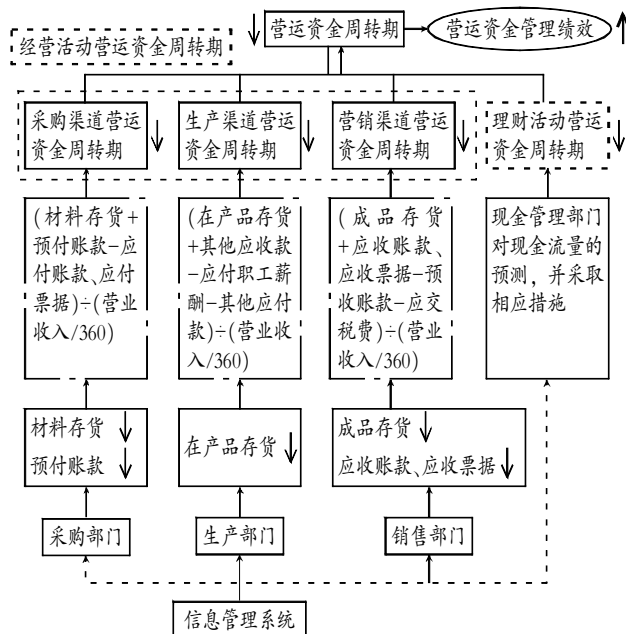 营运资金周转期
营运资金管理绩效
经营活动营运资金周转期
采购渠道营运
资金周转期
生产渠道营运
资金周转期
营销渠道营运
资金周转期
理财活动营运
资金周转期
(材料存货+
预付账款-应
付账款、应付
票据)÷(营业
收入/360)
(在产品存货
+其他应收款
-应付职工薪
酬-其他应付
款)÷(营业收
入/360)
(成品存货
+应收账款、
应收票据-预
收账款-应交
税费)÷(营业
收入/360)
现金管理部门
对现金流量的
预测，并采取
相应措施
材料存货
预付账款
在产品存货
成品存货
应收账款、应收票据
采购部门
生产部门
销售部门
信息管理系统